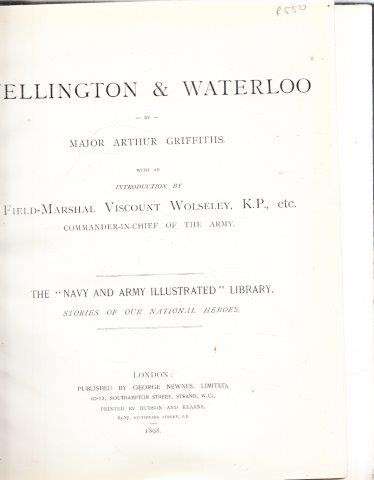 ELLINGTON & WATERLOO
— BY —
MAJOR ARTHUR GRIFFITHS.
WITH AN
INTRODUCTION BY
FIELD-MARSHAL VISCOUNT WOLSELEY, K.P., etc.
COMMANDER-IN-CHIEF OF THE ARMY.
THE "NAVY AND ARMY ILLUSTRATED" LIBRARY.
STORIES OF OUR NATIONAL HEROES.
LONDON:
PUBLISHED BY GEORGE NEWNES, LIMITED,
SOUTHAMPTON STREET, STRAND, W.C.
PRINTED BY HUDSON AND KEARNS,
STREET, S.E.
1898.